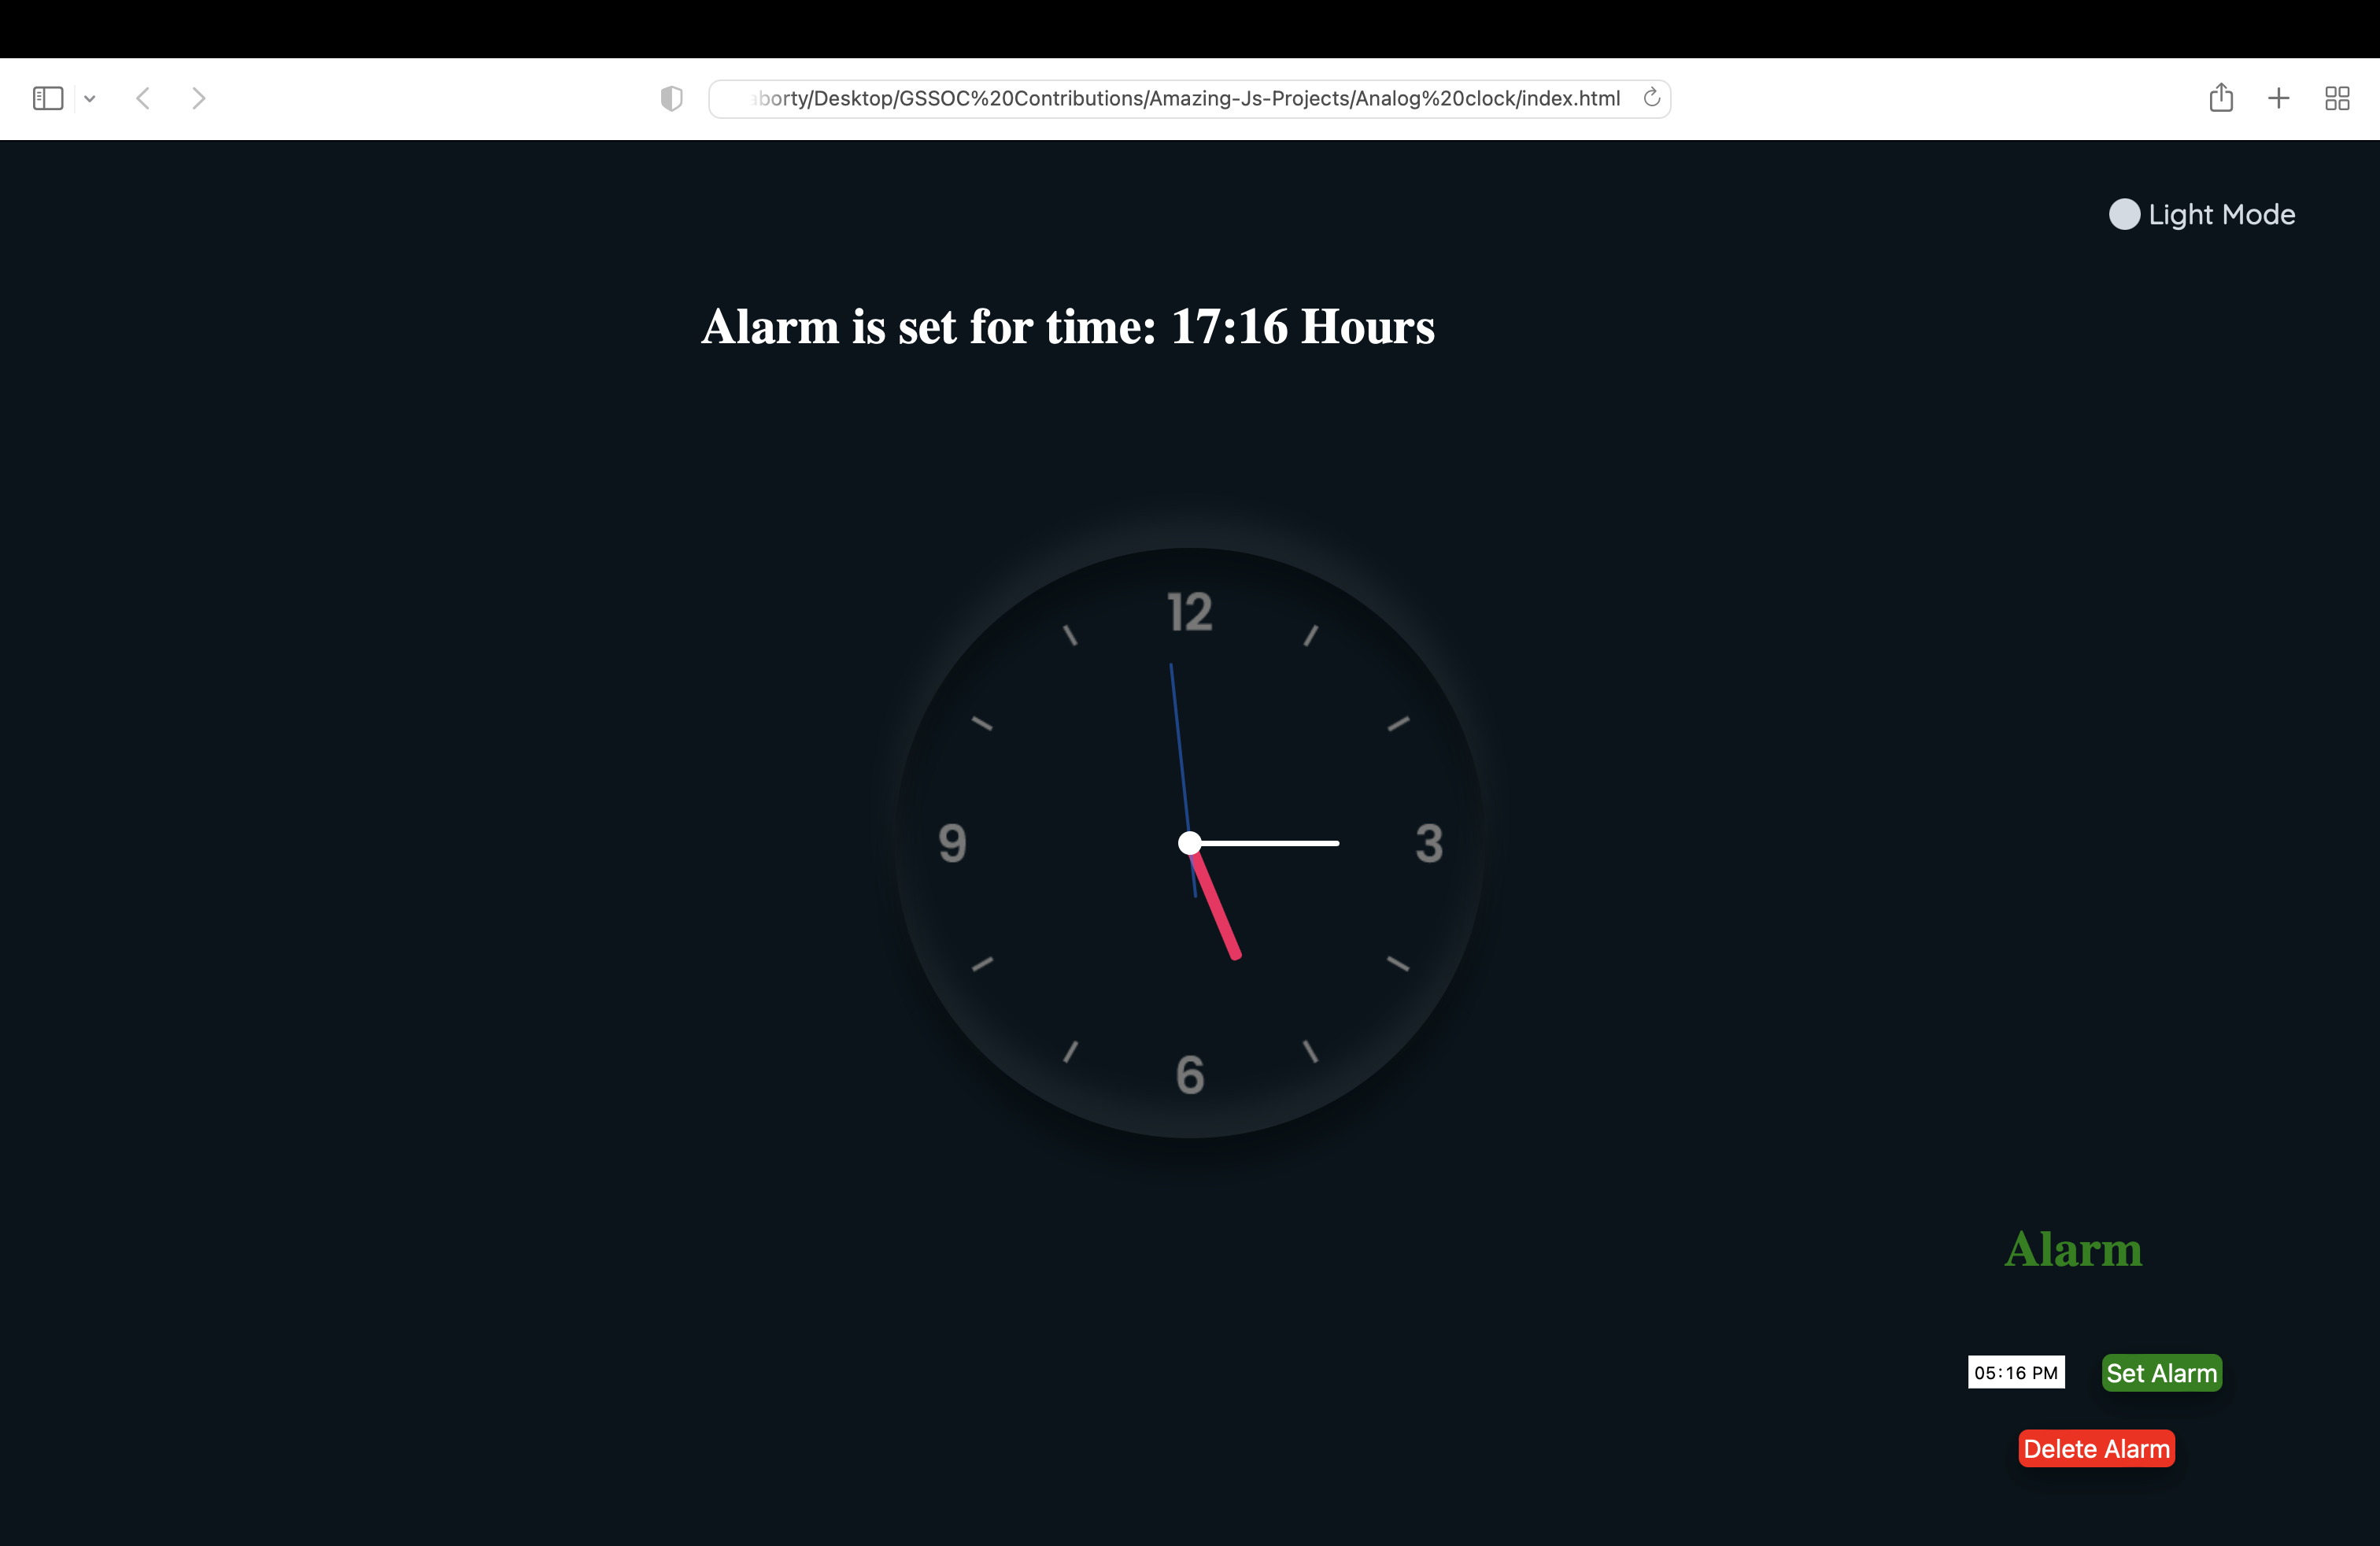 aborty/Desktop/GSSOC%20Contributions/Amazing-Js-Projects/Analog%20clock/index.html
Light Mode
Alarm is set for time: 17:16 Hours
12
9
3
6
Alarm
05:16 PM
Set Alarm
Delete Alarm